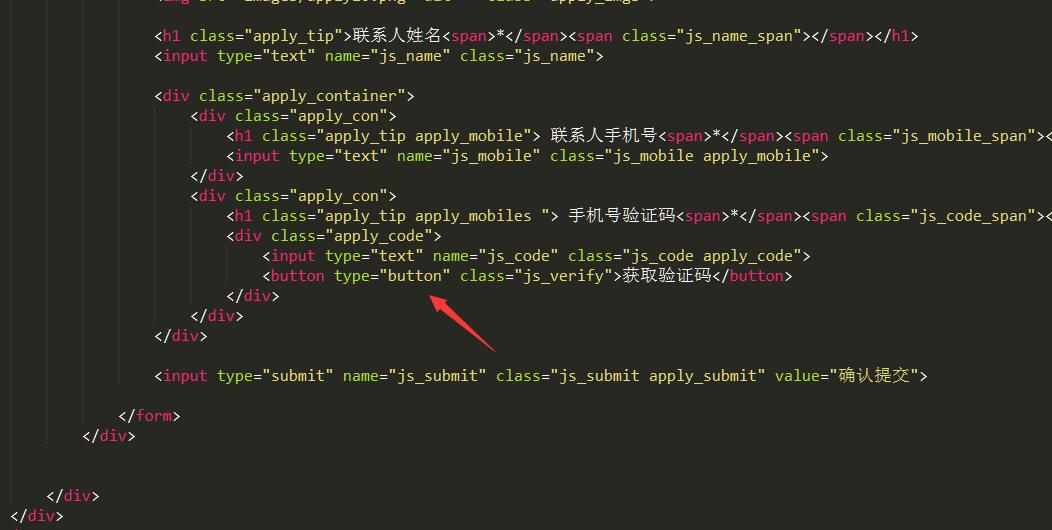 <h1 class="apply_tip">联系人姓名<span>*</span><span class="js_name_span"></span></h1>
<input type="text" name="js_name" class="js_name">
<div class="apply_container">
<div class="apply_con">
<h1 class="apply_tip apply_mobile"> 联系人手机号<span>*</span><span class="js_mobile_span"><
<input type="text" name="js_mobile" class="js_mobile apply_mobile">
</div>
<div class="apply_con">
<h1 class="apply_tip apply_mobiles "> 手机号验证码<span>*</span><span class="js_code_span"><
<div class="apply_code">
<input type="text" name="js_code" class="js_code apply_code">
<button type="button" class="js_verify">获取验证码</button>
</div>
</div>
</div>
<input type="submit" name="js_submit" class="js_submit apply_submit" value="确认提交">
</form>
</div>
</div>
</div>